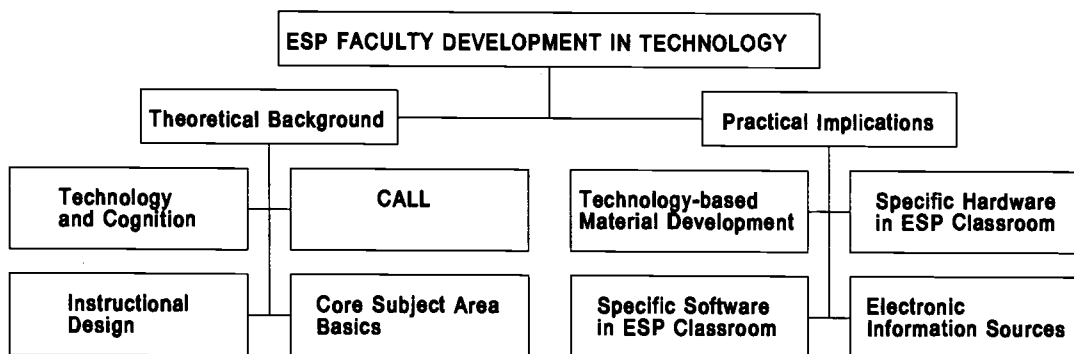 ESP FACULTY DEVELOPMENT IN TECHNOLOGY
Theoretical Background
Practical Implications
Technology
and Cognition
CALL
Technology-based
Material Development
Specific Hardware
in ESP Classroom
Instructional
Design
Core Subject Area
Basics
Specific Software
in ESP Classroom
Electronic
Information Sources